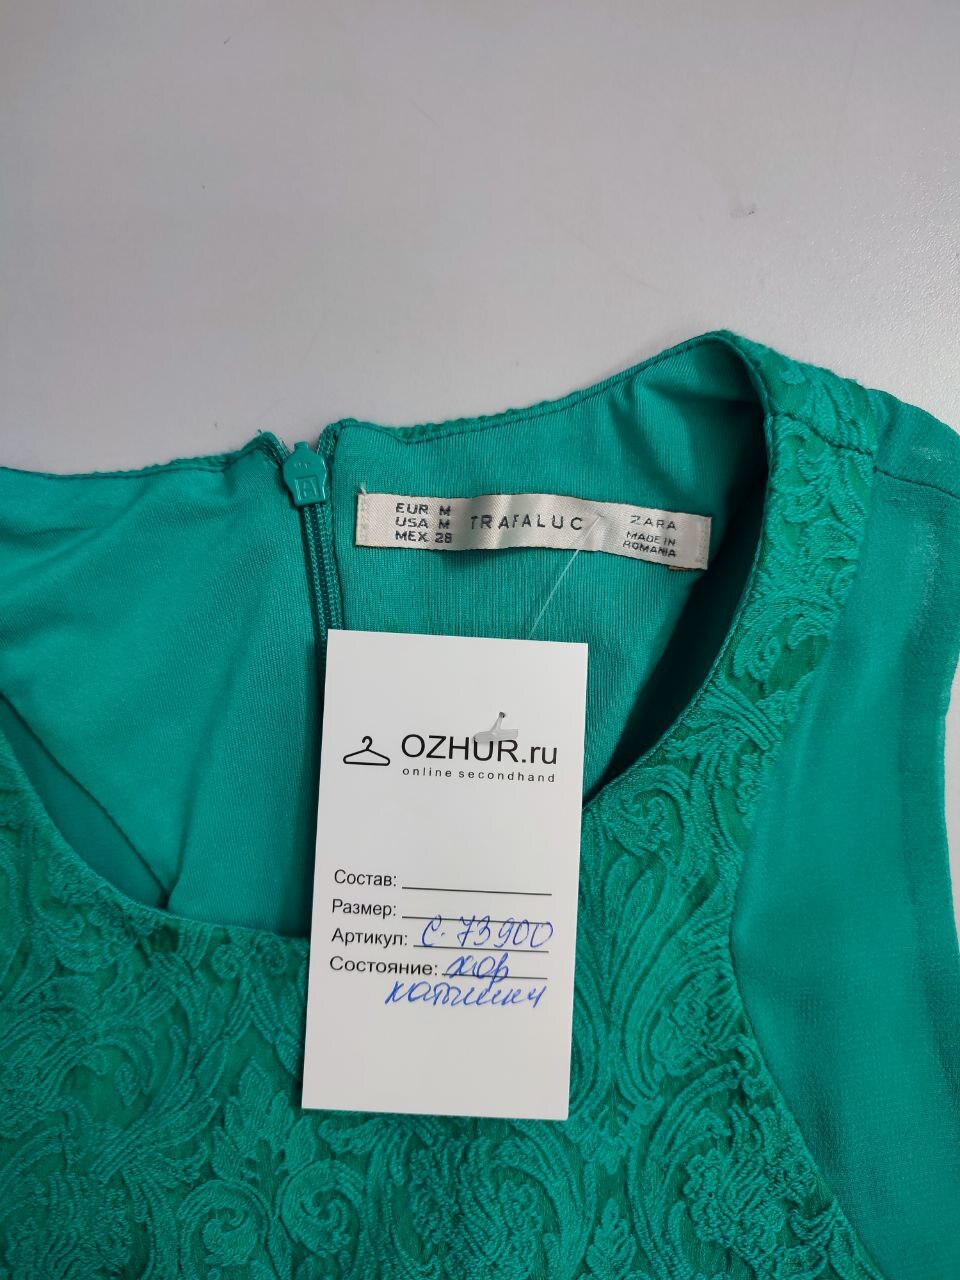 EUR M
USA M
MEX 28
TRAFALUC
ZARA
MADE IN
ROMANIA
OZHUR.ru
online secondhand
Состав:
Размер:
Артикул: С-73900
Состояние: хор
катышки